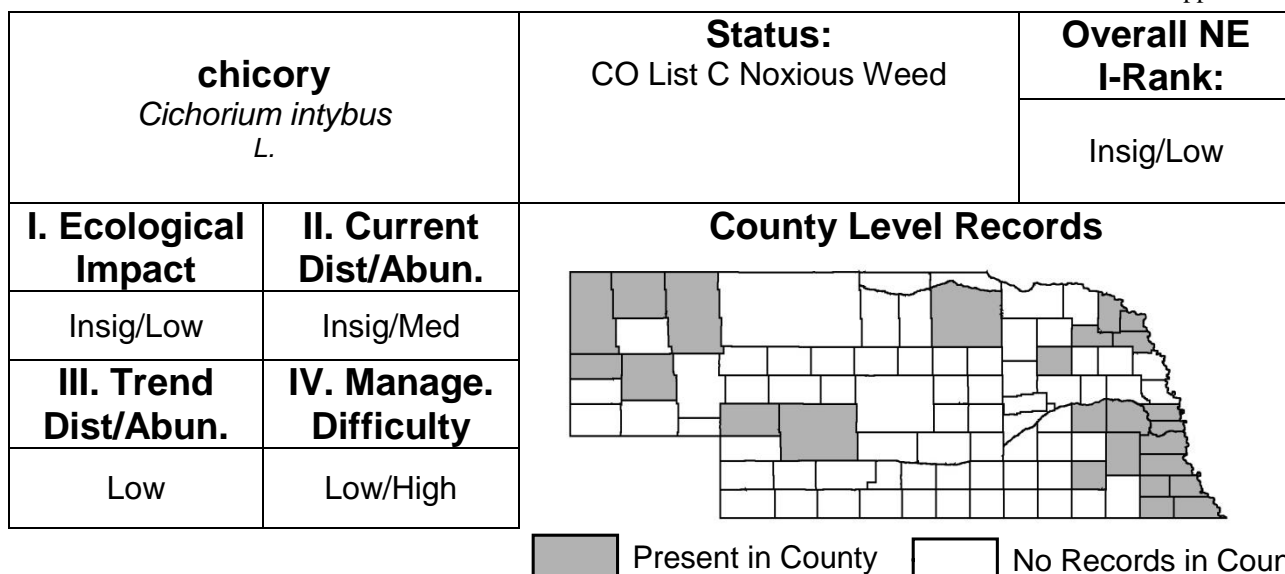 chicory
Cichorium intybus
L.
Status:
CO List C Noxious Weed
Overall NE
I-Rank:
Insig/Low
I. Ecological
Impact
II. Current
Dist/Abun.
Insig/Low
Insig/Med
III. Trend
Dist/Abun.
IV. Manage.
Difficulty
Low
Low/High
County Level Records
Present in County
No Records in Coun